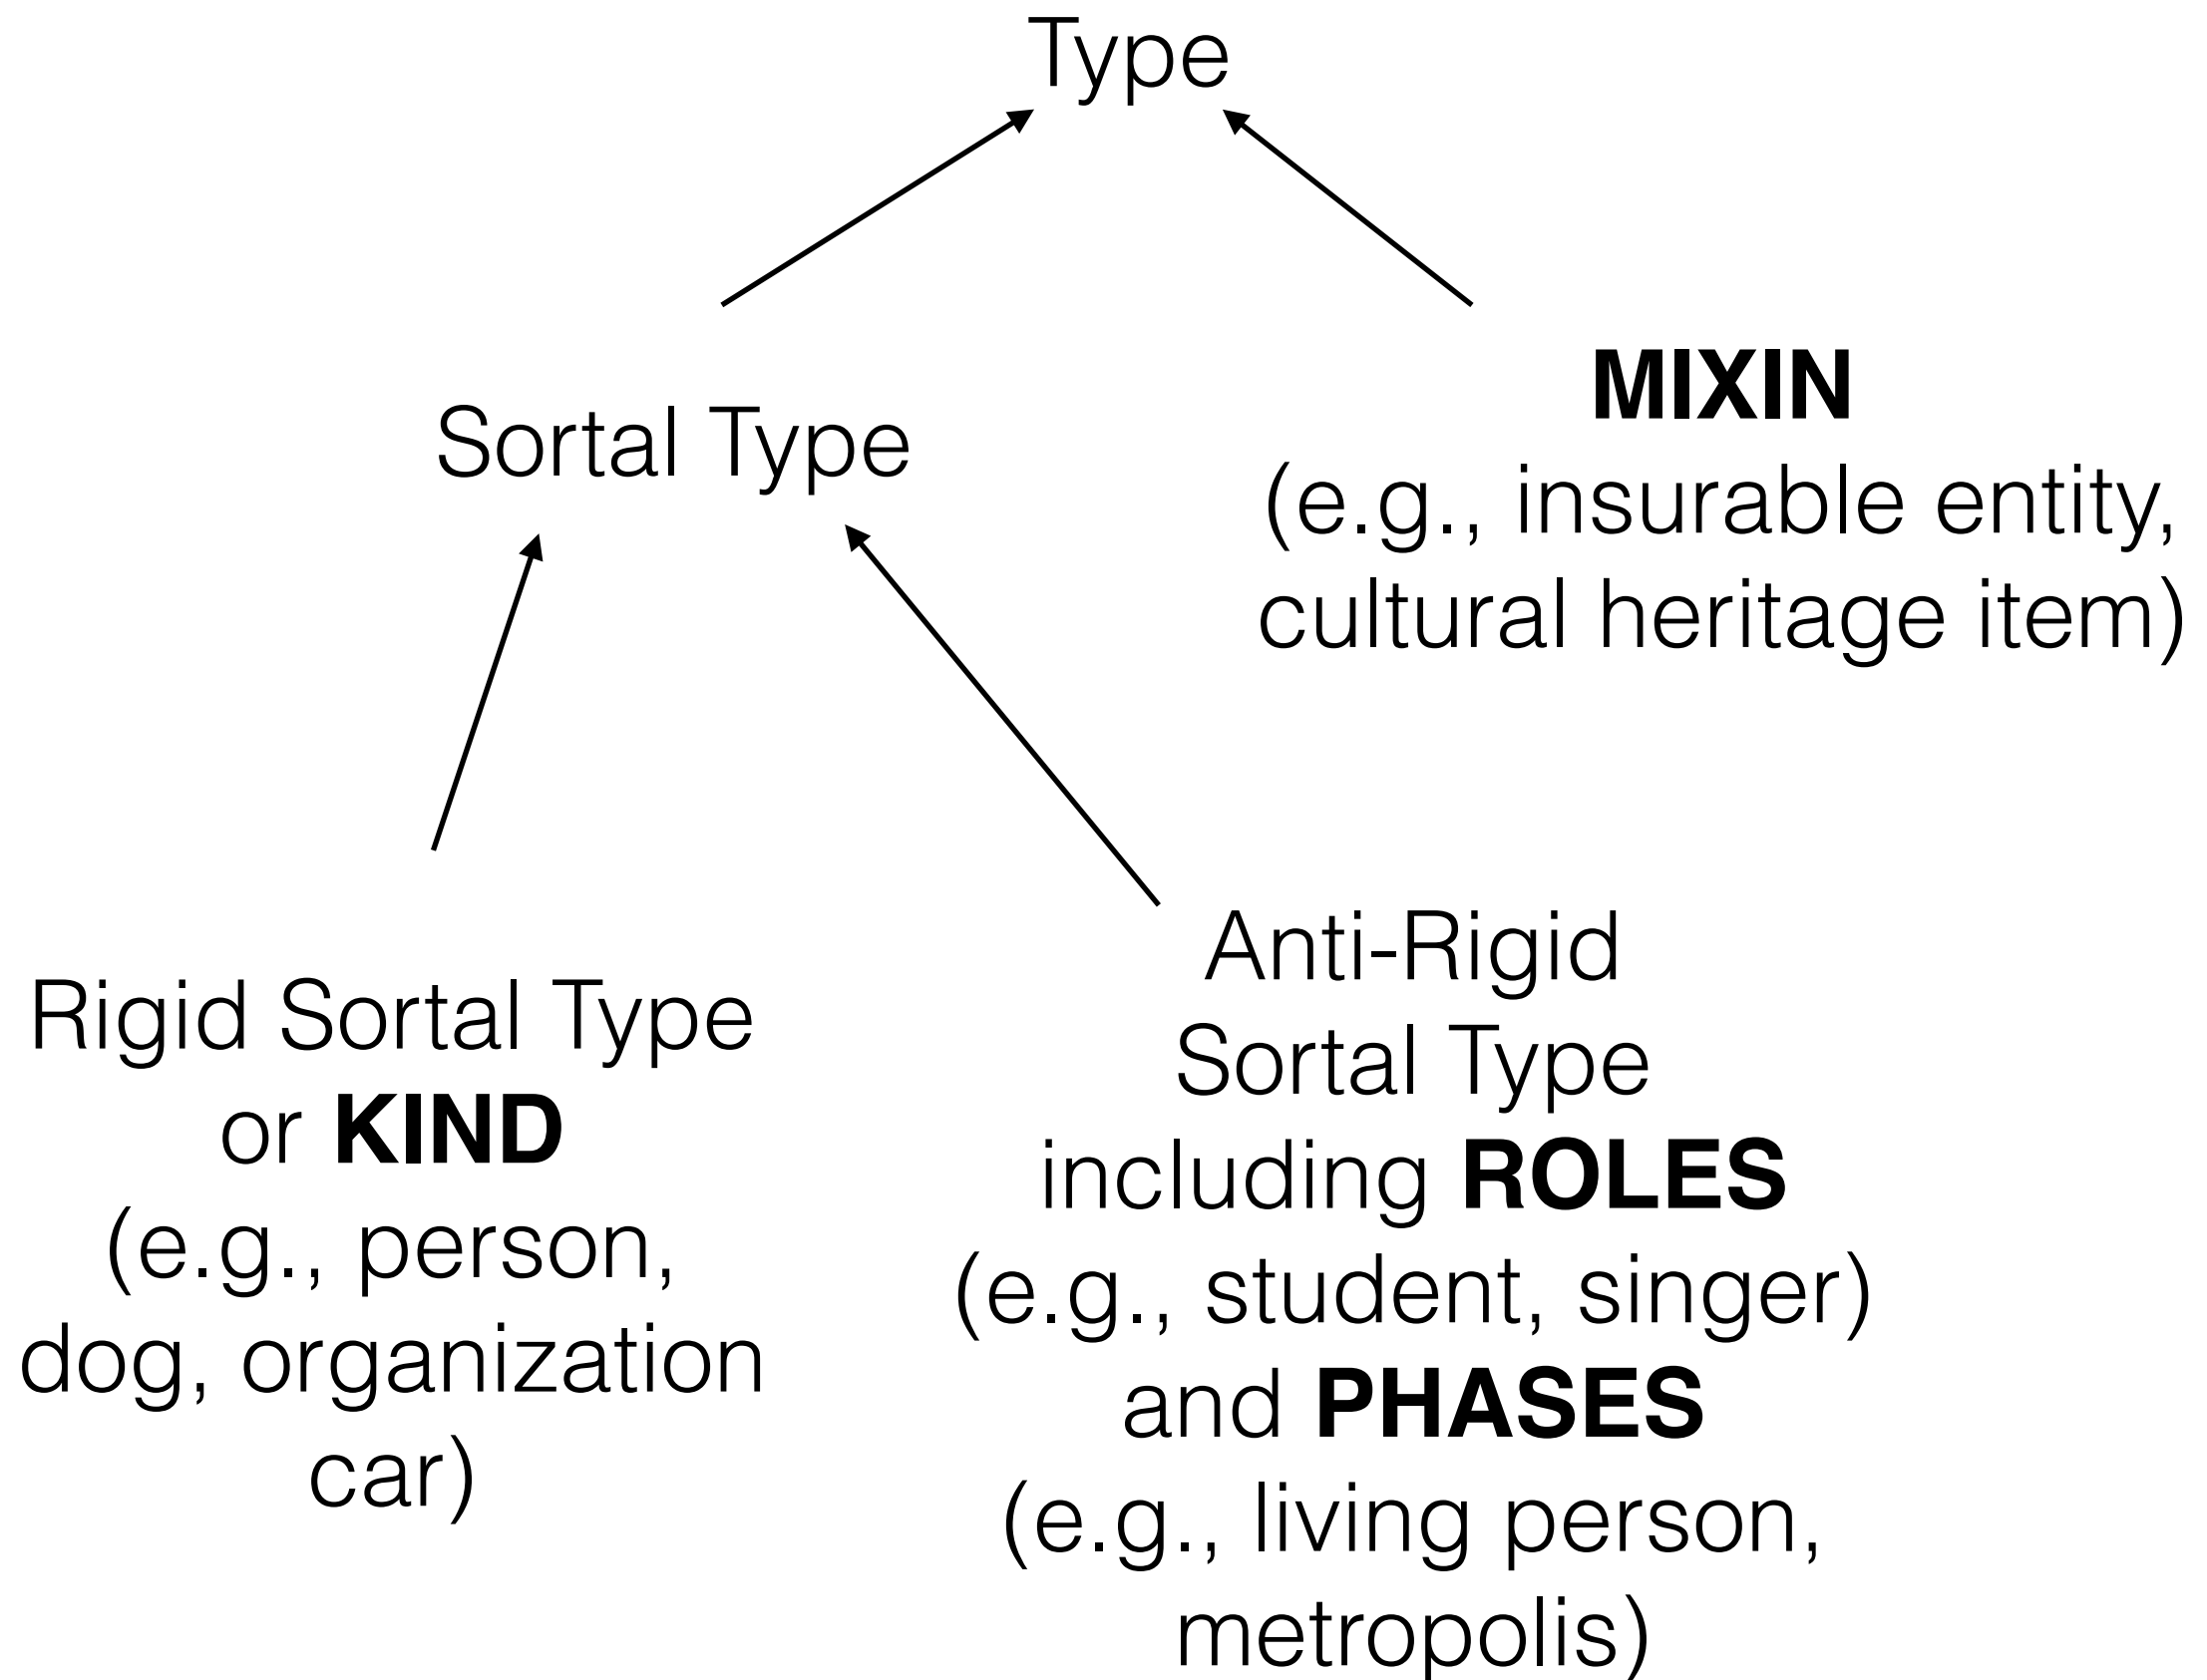 Type
Sortal Type
MIXIN
(e.g., insurable entity,
cultural heritage item)
Rigid Sortal Type
or KIND
(e.g., person,
dog, organization
car)
Anti-Rigid
Sortal Type
including ROLES
(e.g., student, singer)
and PHASES
(e.g., living person,
metropolis)